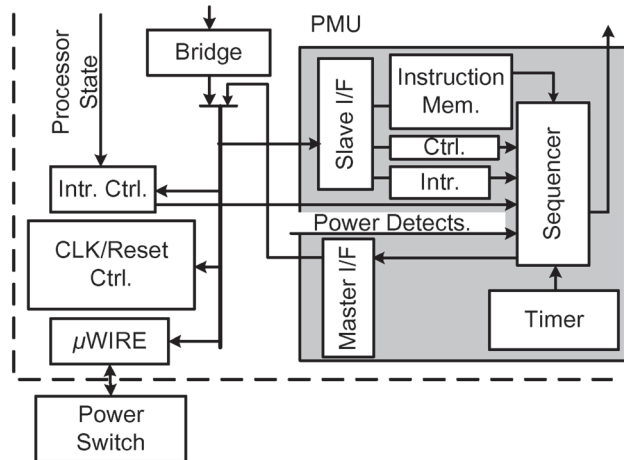 PMU
Bridge
Processor
State
Slave I/F
Instruction
Mem.
Ctrl.
Intr.
Sequencer
Intr. Ctrl.
Power Detects.
CLK/Reset
Ctrl.
Master I/F
Timer
μWIRE
Power
Switch